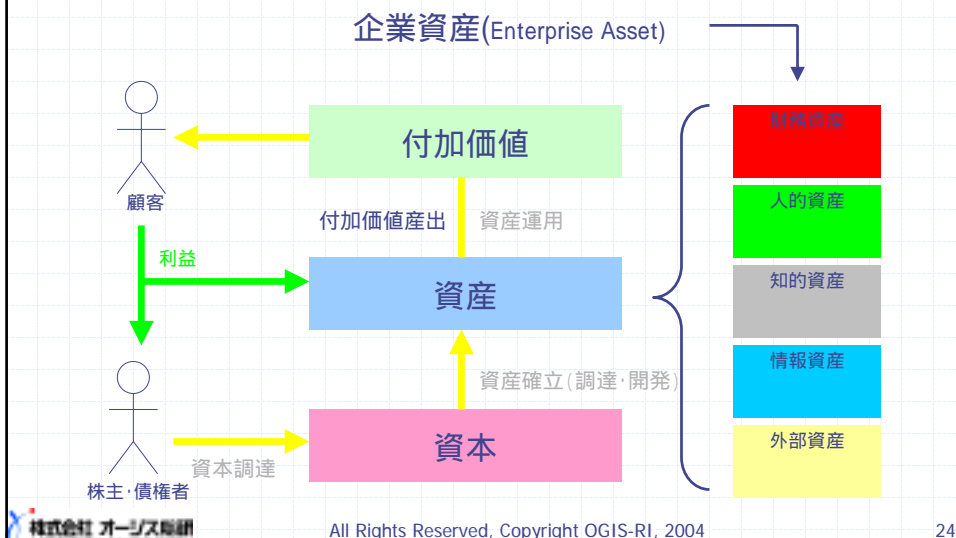 企業資産(Enterprise Asset)
付加価値
顧客
付加価値産出 資産運用
利益
資産
資産確立(調達・開発)
資本
資本調達
株主・債権者
財務資産
人的資産
知的資産
情報資産
外部資産
株式会社 オージス総研
All Rights Reserved, Copyright OGIS-RI, 2004
24